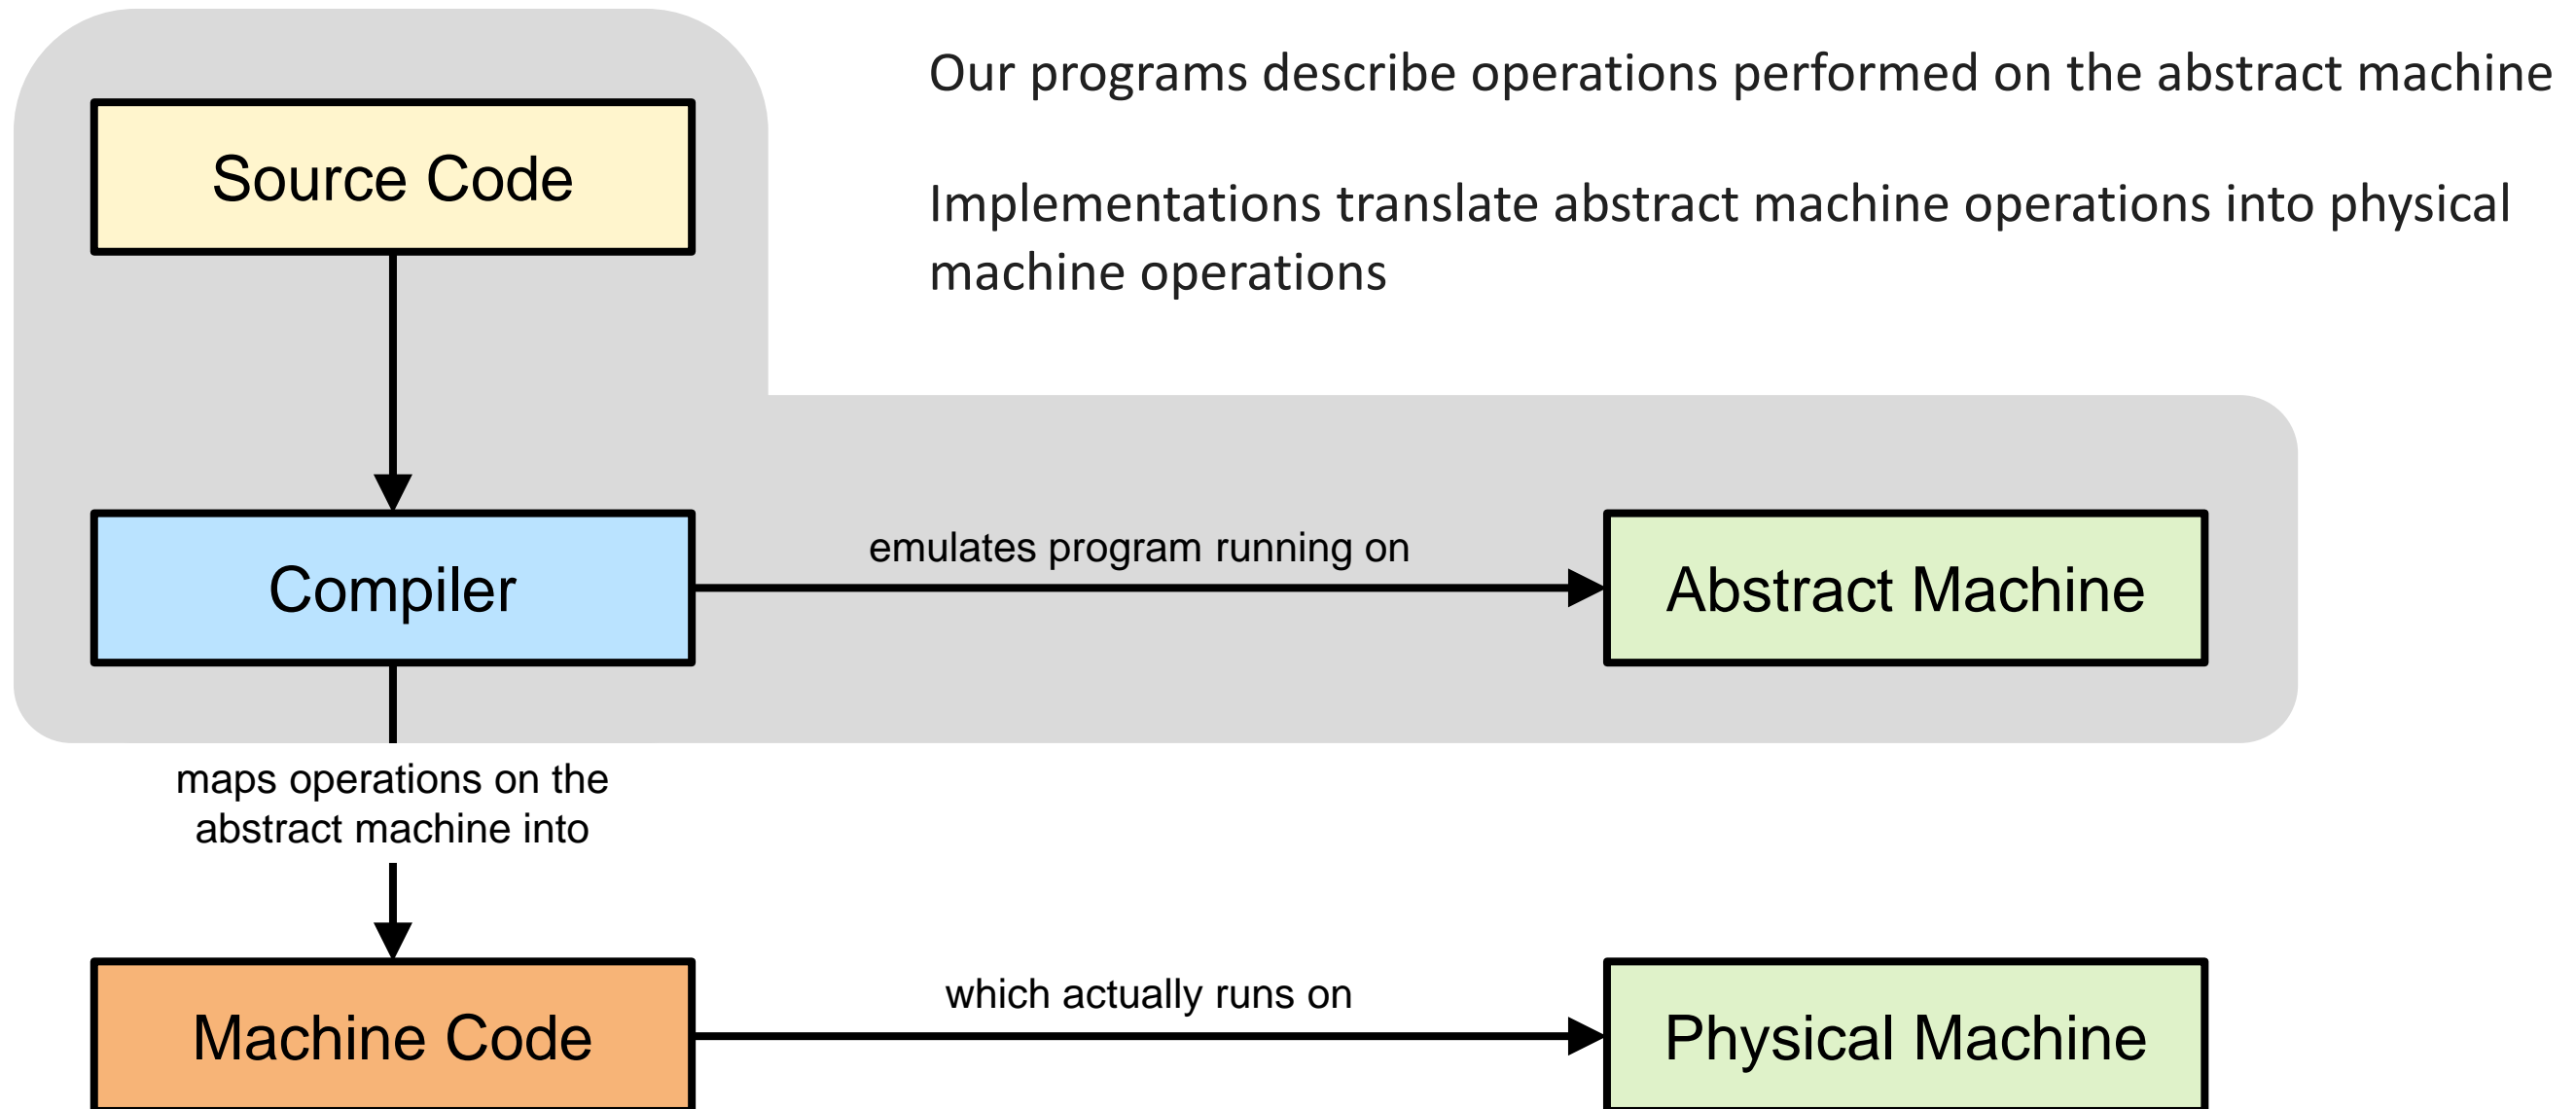 Our programs describe operations performed on the abstract machine
Implementations translate abstract machine operations into physical
machine operations
Source Code
Compiler
emulates program running on
Abstract Machine
maps operations on the
abstract machine into
Machine Code
which actually runs on
Physical Machine